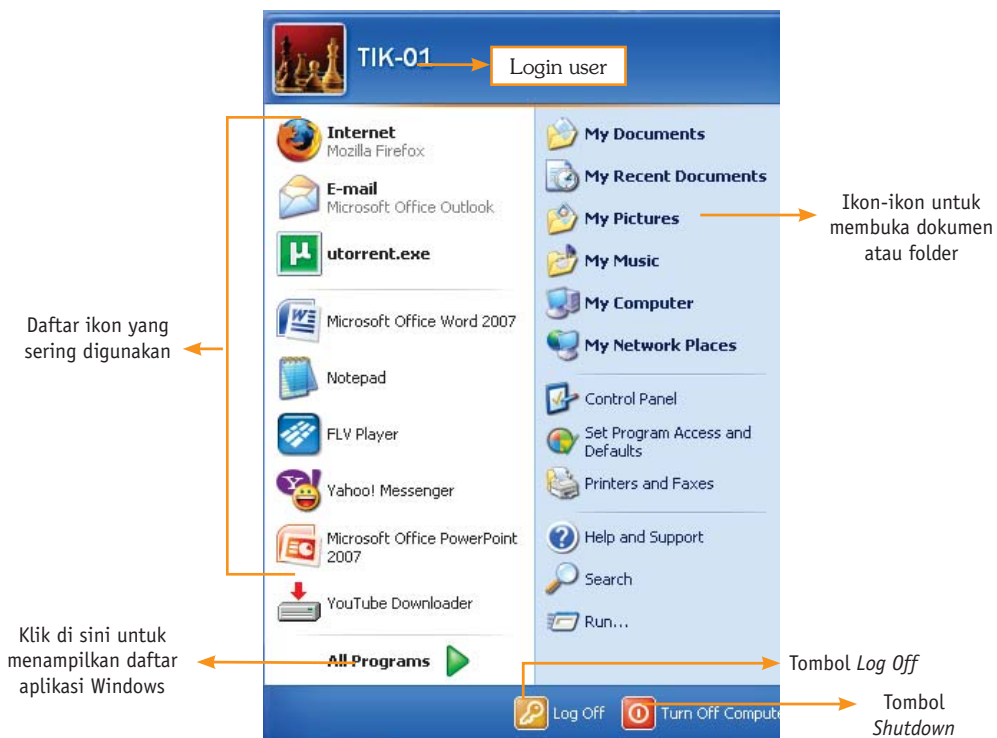 TIK-01
Login user
Internet
Mozilla Firefox
E-mail
Microsoft Office Outlook
utorrent.exe
Microsoft Office Word 2007
Notepad
FLV Player
Yahoo! Messenger
Microsoft Office PowerPoint
2007
YouTube Downloader
All Programs
My Documents
My Recent Documents
My Pictures
My Music
My Computer
My Network Places
Control Panel
Set Program Access and
Defaults
Printers and Faxes
Help and Support
Search
Run...
Log Off
Turn Off Compute
Daftar ikon yang
sering digunakan
Klik di sini untuk
menampilkan daftar
aplikasi Windows
Ikon-ikon untuk
membuka dokumen
atau folder
Tombol Log Off
Tombol
Shutdown